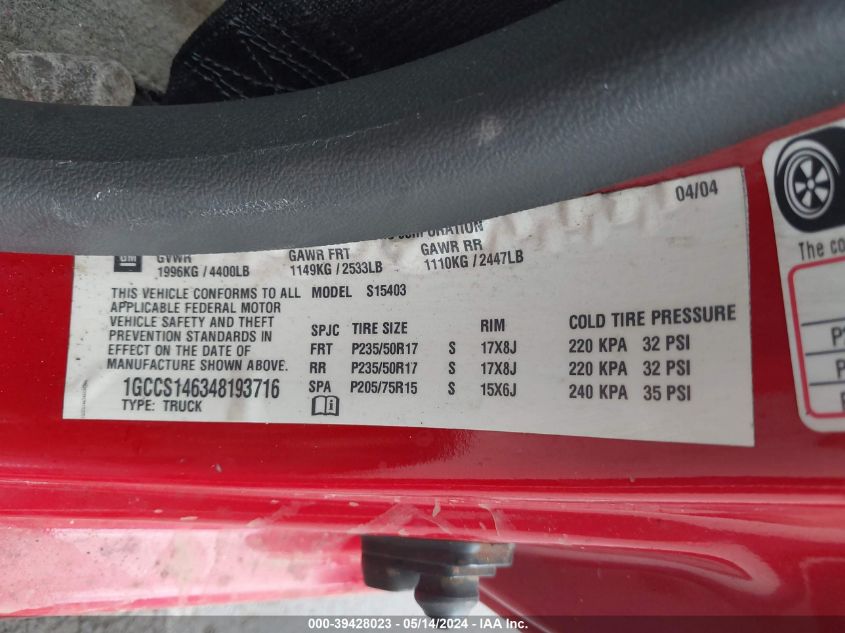 04/04
CORPORATION
GM GVWR GAWR FRT GAWR RR
1996KG / 4400LB 1149KG / 2533LB 1110KG / 2447LB
THIS VEHICLE CONFORMS TO ALL MODEL S15403
APPLICABLE FEDERAL MOTOR
VEHICLE SAFETY AND THEFT
PREVENTION STANDARDS IN
EFFECT ON THE DATE OF
MANUFACTURE SHOWN ABOVE.
1GCCS146348193716
TYPE: TRUCK
SPJC TIRE SIZE RIM COLD TIRE PRESSURE
FRT P235/50R17 S 17X8J 220 KPA 32 PSI
RR P235/50R17 S 17X8J 220 KPA 32 PSI
SPA P205/75R15 S 15X6J 240 KPA 35 PSI
The co
000-39428023 - 05/14/2024 - IAA Inc.